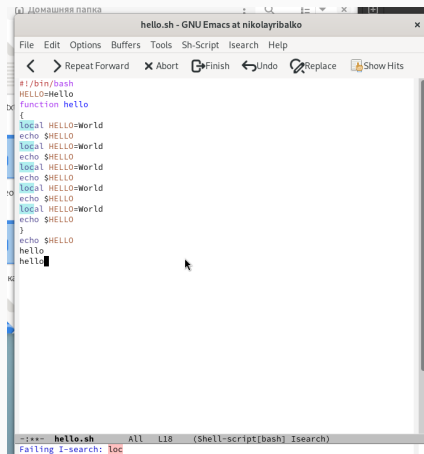 Домашняя папка
hello.sh - GNU Emacs at nikolayribalko ×
File Edit Options Buffers Tools Sh-Script Isearch Help
Repeat Forward Abort Finish Undo Replace Show Hits
#!/bin/bash
HELLO=Hello
function hello
{
local HELLO=World
echo $HELLO
local HELLO=World
echo $HELLO
local HELLO=World
echo $HELLO
local HELLO=World
echo $HELLO
local HELLO=World
echo $HELLO
}
echo $HELLO
hello
hello
-:**- hello.sh All L18 (Shell-script[bash] Isearch)
Failing I-search: loc